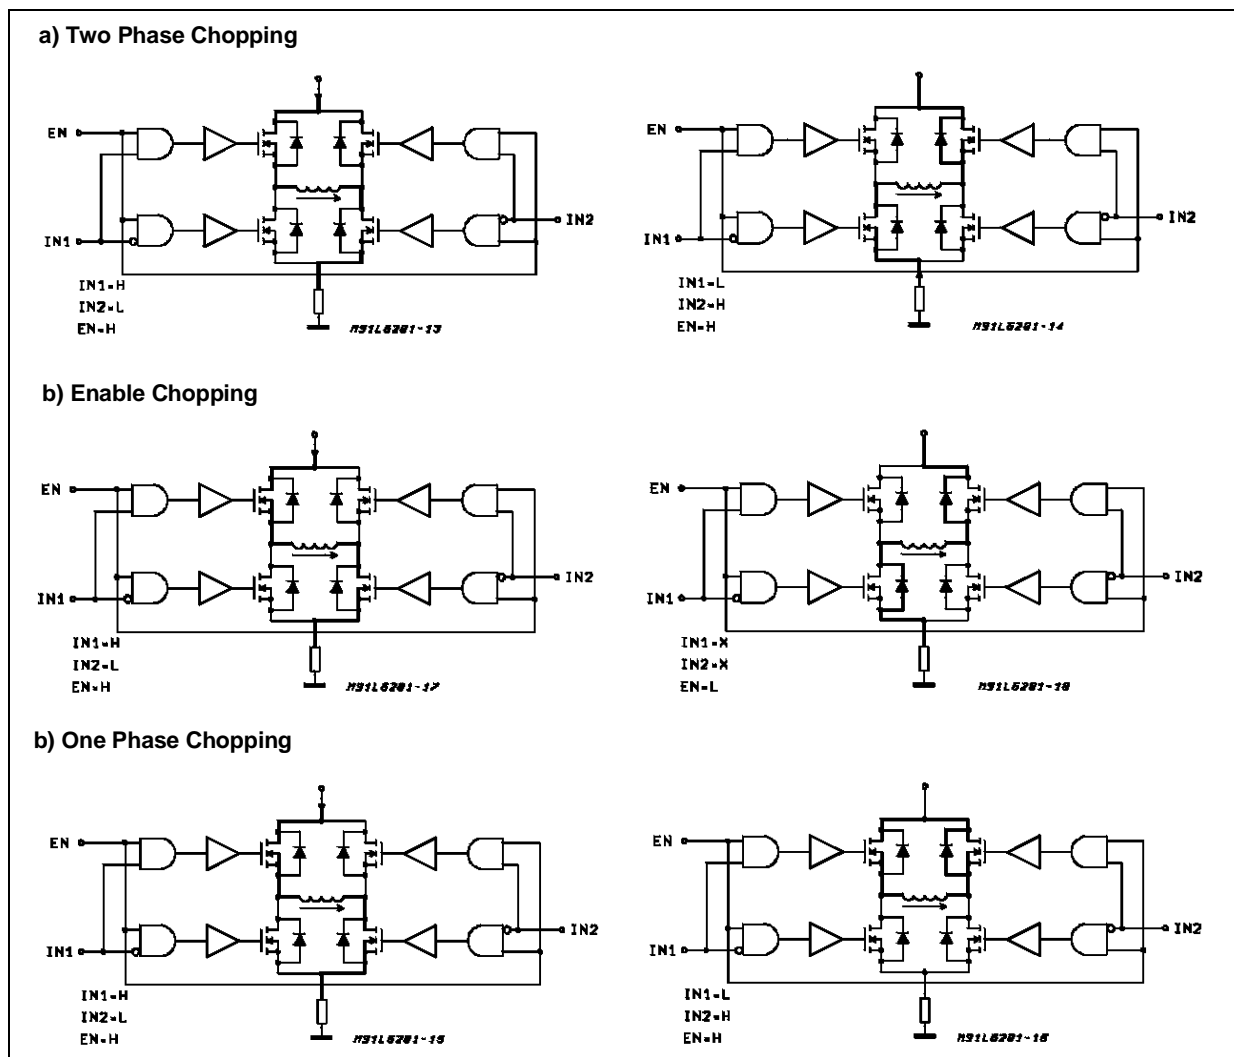 a) Two Phase Chopping
EN
IN1
IN2
IN1=H
IN2=L
EN=H
EN
IN1
IN2
IN1=L
IN2=H
EN=H
b) Enable Chopping
EN
IN1
IN2
IN1=H
IN2=L
EN=H
EN
IN1
IN2
IN1=X
IN2=X
EN=L
b) One Phase Chopping
EN
IN1
IN2
IN1=H
IN2=L
EN=H
EN
IN1
IN2
IN1=L
IN2=H
EN=H